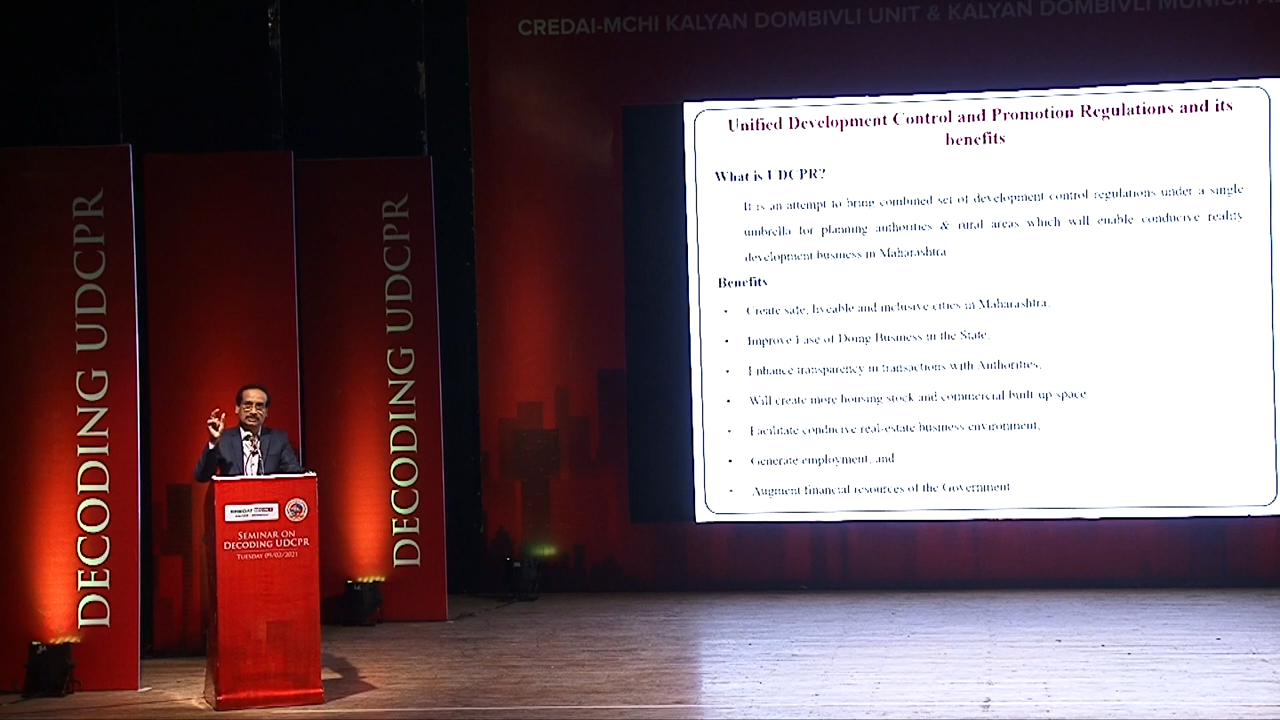 CREDAI-MCHI KALYAN DOMBIVLI UNIT & KALYAN DOMBIVLI
Unified Development Control and Promotion Regulations and its
benefits
What is UDCPR?
It is an attempt to bring combined set of development control regulations under a single
umbrella for planning authorities & rural areas which will enable conducive reality
development business in Maharashtra
Benefits
• Create safe, liveable and inclusive cities in Maharashtra,
• Improve Ease of Doing Business in the State,
• Enhance transparency in transactions with Authorities,
• Will create more housing stock and commercial built up space
• Facilitate conducive real-estate business environment,
• Generate employment, and
• Augment financial resources of the Government
DECODING UDCPR
DECODING UDCPR
SEMINAR ON
DECODING UDCPR
TUESDAY 09/02/2021